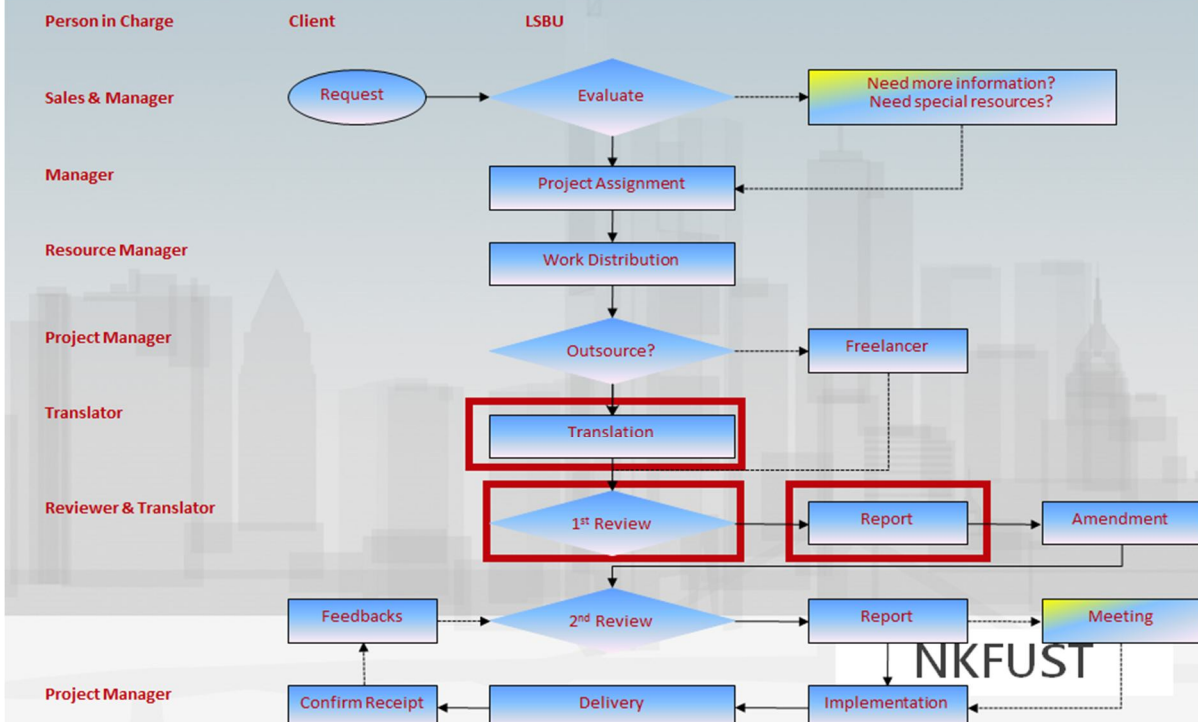 Person in Charge
Client
LSBU
Sales & Manager
Request
Evaluate
Need more information?
Need special resources?
Manager
Project Assignment
Resource Manager
Work Distribution
Project Manager
Outsource?
Freelancer
Translator
Translation
Reviewer & Translator
1st Review
Report
Amendment
Feedbacks
2nd Review
Report
Meeting
NKFUST
Project Manager
Confirm Receipt
Delivery
Implementation